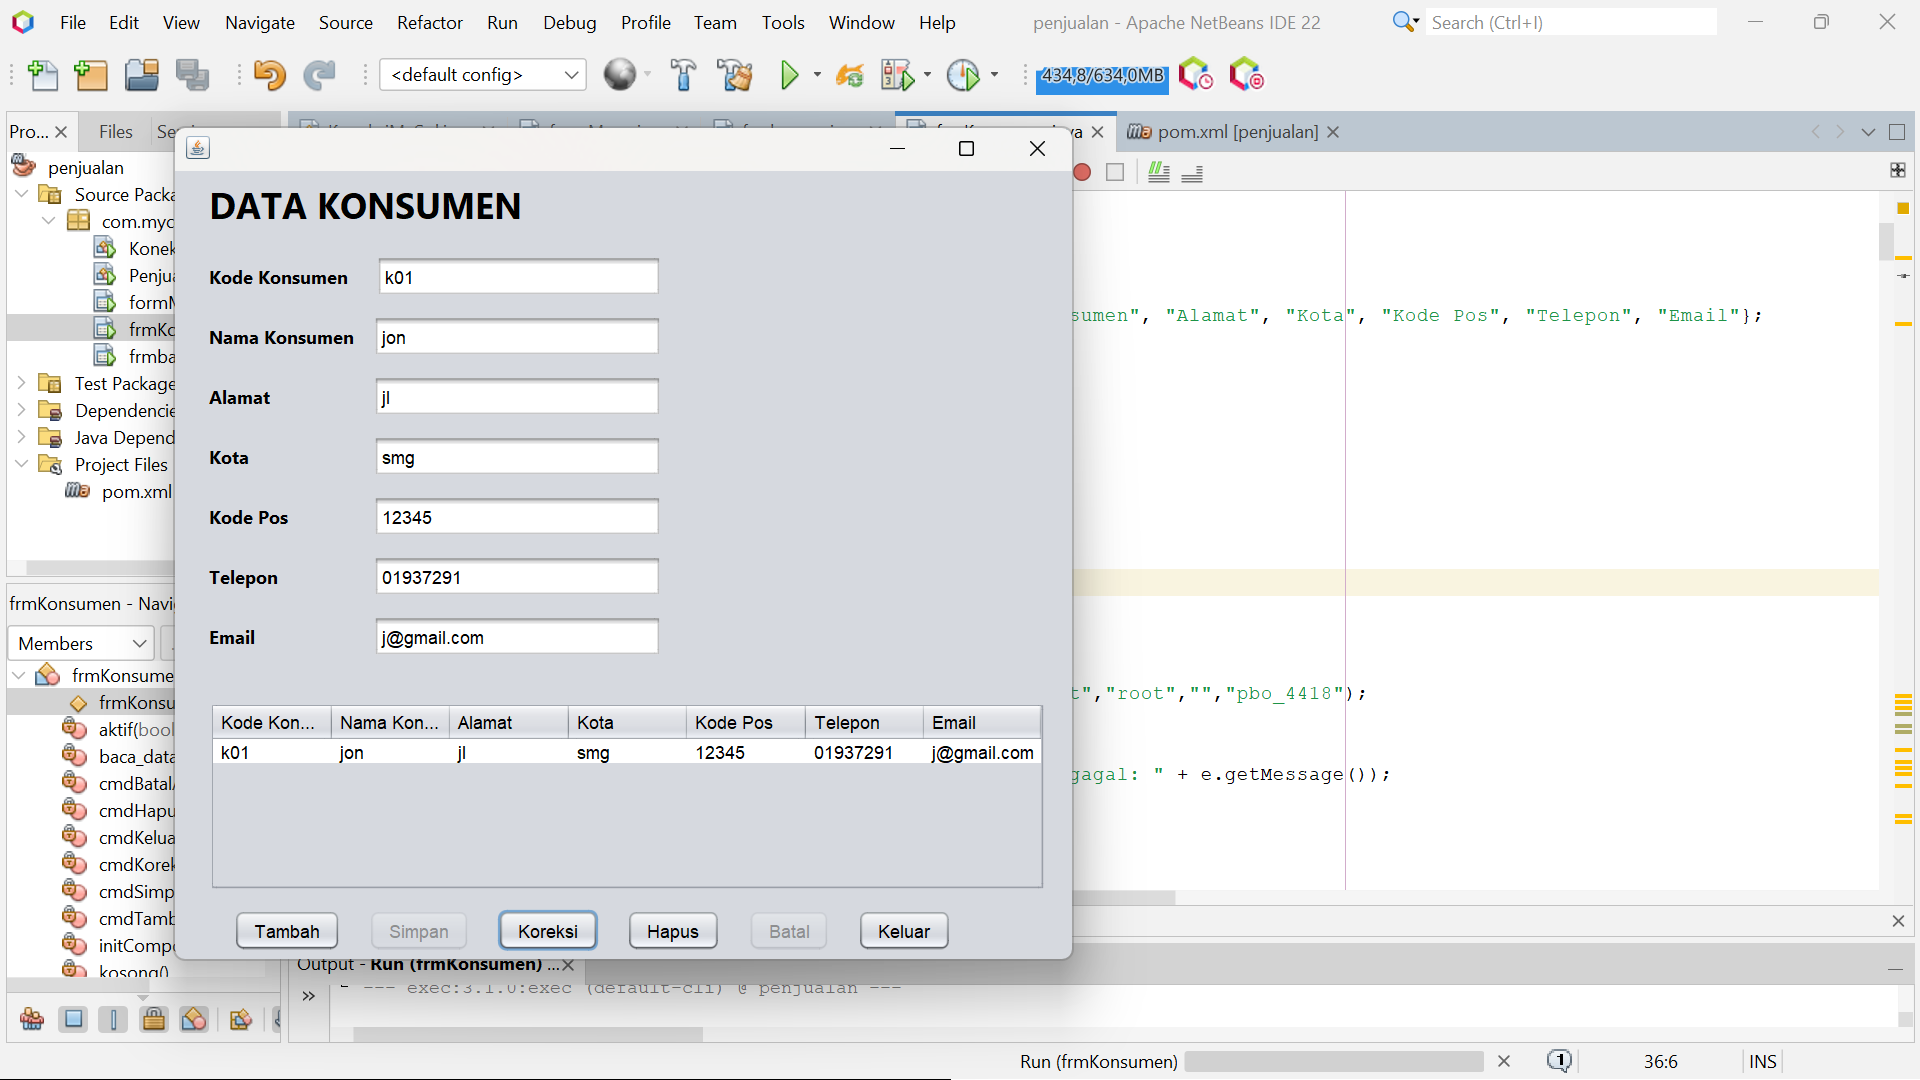 File Edit View Navigate Source Refactor Run Debug Profile Team Tools Window Help
penjualan - Apache NetBeans IDE 22
Search (Ctrl+I)
<default config>
434,8/634,0MB
Pro... Files
pom.xml [penjualan]
penjualan
Source Packa
com.myc
Konek
Penjua
formM
frmKo
frmba
Test Package
Dependencie
Java Depend
Project Files
pom.xml
frmKonsumen - Navi
Members
frmKonsume
frmKonsu
aktif(bool
baca_data
cmdBatal
cmdHapu
cmdKelua
cmdKorek
cmdSimp
cmdTamb
initCompo
kosong()
DATA KONSUMEN
Kode Konsumen k01
Nama Konsumen jon
Alamat jl
Kota smg
Kode Pos 12345
Telepon 01937291
Email j@gmail.com
Kode Kon... Nama Kon... Alamat Kota Kode Pos Telepon Email
k01 jon jl smg 12345 01937291 j@gmail.com
Tambah Simpan Koreksi Hapus Batal Keluar
sumen", "Alamat", "Kota", "Kode Pos", "Telepon", "Email"};
t","root","","pbo_4418");
gagal: " + e.getMessage());
Output - Run (frmKonsumen) ...
--- exec:3.1.0:exec (default-cli) @ penjualan ---
Run (frmKonsumen)
1
36:6
INS